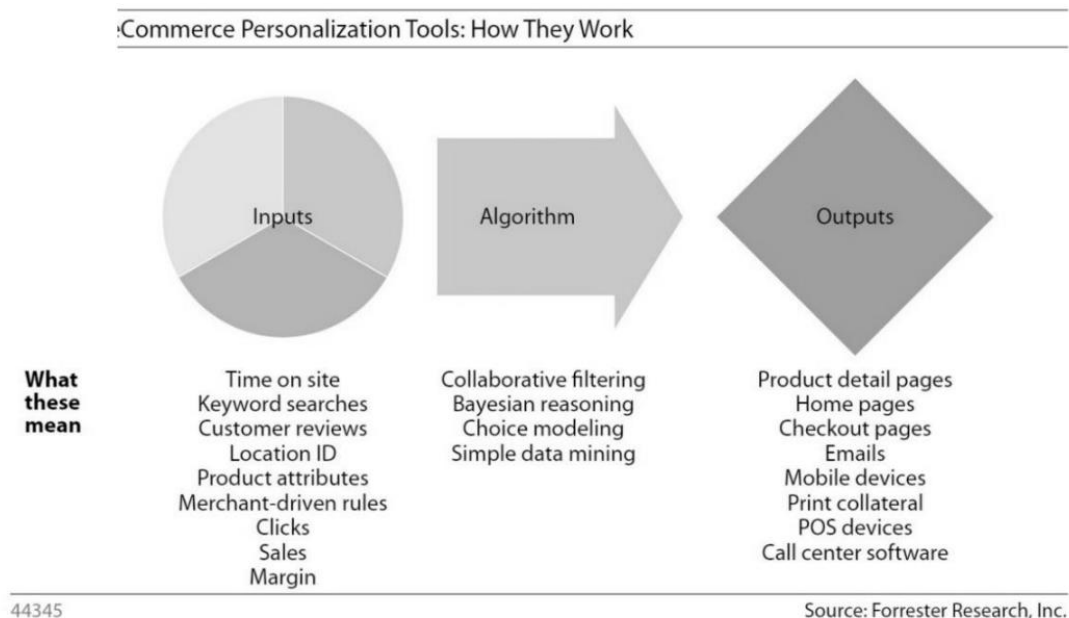 eCommerce Personalization Tools: How They Work
Inputs
Algorithm
Outputs
What
these
mean
Time on site
Keyword searches
Customer reviews
Location ID
Product attributes
Merchant-driven rules
Clicks
Sales
Margin
Collaborative filtering
Bayesian reasoning
Choice modeling
Simple data mining
Product detail pages
Home pages
Checkout pages
Emails
Mobile devices
Print collateral
POS devices
Call center software
44345
Source: Forrester Research, Inc.